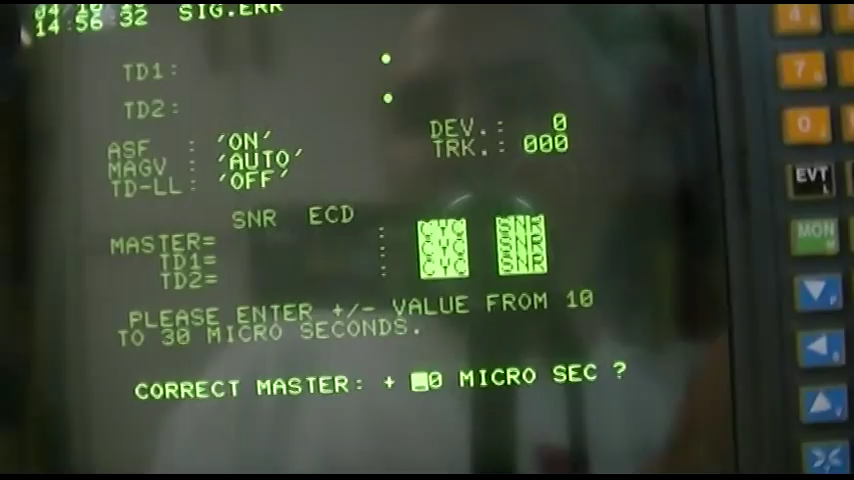 14:56:32 SIG.ERR
TD1:
TD2:
DEV.: 0
TRK.: 000
ASF : 'ON'
MAGV : 'AUTO'
TD-LL : 'OFF'
SNR ECD
MASTER= : CYC SNR
TD1= : CYC SNR
TD2= : CYC SNR
PLEASE ENTER +/- VALUE FROM 10
TO 30 MICRO SECONDS.
CORRECT MASTER: + 0 MICRO SEC ?
7
0
EVT
MON